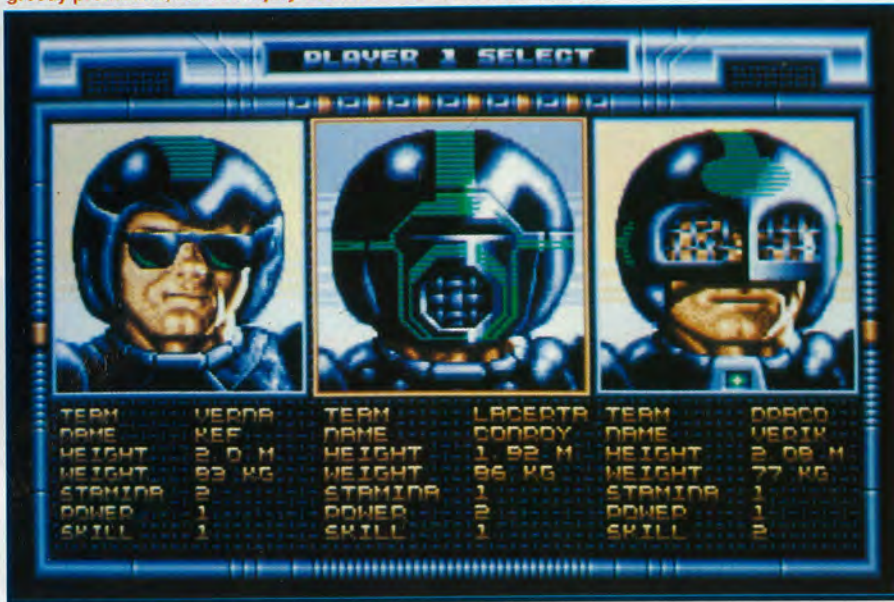 greedy
PLAYER 1 SELECT
TEAM VERNA TEAM LACERTA TEAM DRACO
NAME KEF NAME CONROY NAME VERIK
HEIGHT 2.0 M HEIGHT 1.92 M HEIGHT 2.08 M
WEIGHT 83 KG WEIGHT 86 KG WEIGHT 77 KG
STAMINA 2 STAMINA 1 STAMINA 1
POWER 1 POWER 2 POWER 1
SKILL 1 SKILL 1 SKILL 2